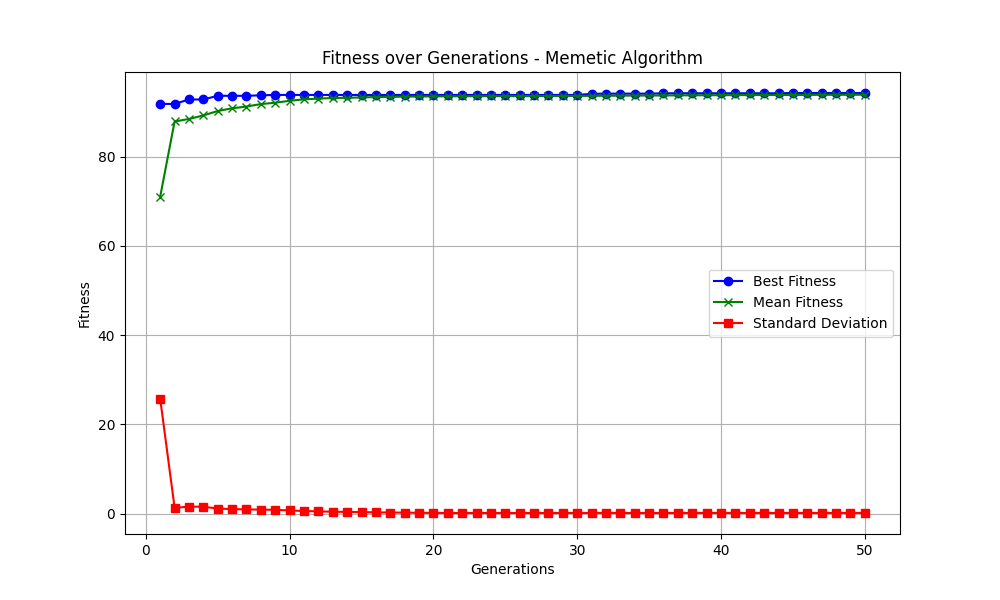 Fitness over Generations - Memetic Algorithm
Fitness
80
60
40
20
0
Best Fitness
Mean Fitness
Standard Deviation
0 10 20 30 40 50
Generations